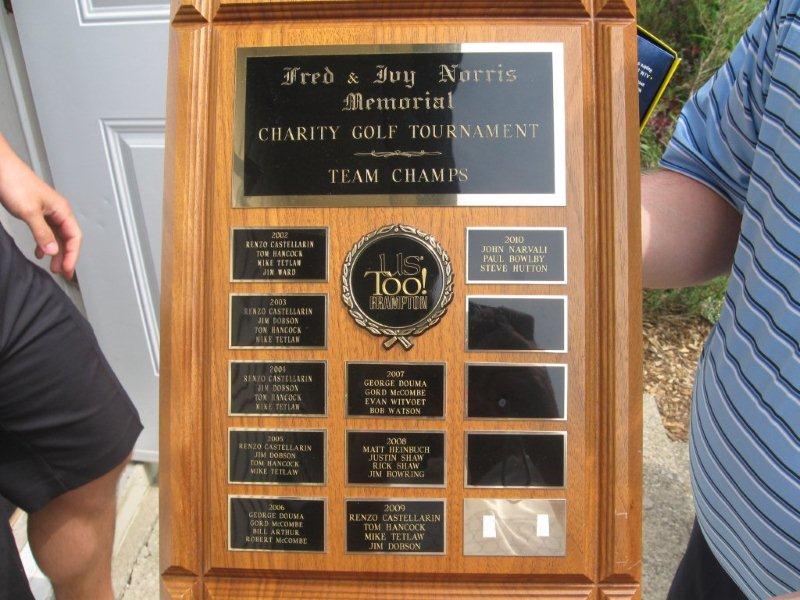 Fred & Ivy Norris
Memorial
CHARITY GOLF TOURNAMENT
TEAM CHAMPS
2002
RENZO CASTELLARIN
TOM HANCOCK
MIKE TETLAW
JIM WARD
2003
RENZO CASTELLARIN
JIM DOBSON
TOM HANCOCK
MIKE TETLAW
2004
RENZO CASTELLARIN
JIM DOBSON
TOM HANCOCK
MIKE TETLAW
2005
RENZO CASTELLARIN
JIM DOBSON
TOM HANCOCK
MIKE TETLAW
2006
GEORGE DOUMA
GORD McCOMBE
BILL ARTHUR
ROBERT McCOMBE
US
TOO!
BRAMPTON
2007
GEORGE DOUMA
GORD McCOMBE
EVAN WITVOET
BOB WATSON
2008
MATT HEINBUCH
JUSTIN SHAW
RICK SHAW
JIM BOWRING
2009
RENZO CASTELLARIN
TOM HANCOCK
MIKE TETLAW
JIM DOBSON
2010
JOHN NARVALI
PAUL BOWLBY
STEVE HUTTON